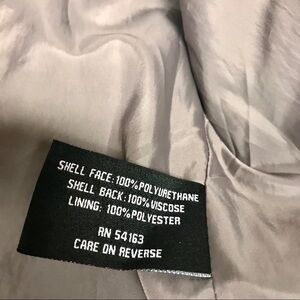 SHELL FACE: 100% POLYURETHANE
SHELL BACK: 100% VISCOSE
LINING: 100% POLYESTER
RN 54163
CARE ON REVERSE